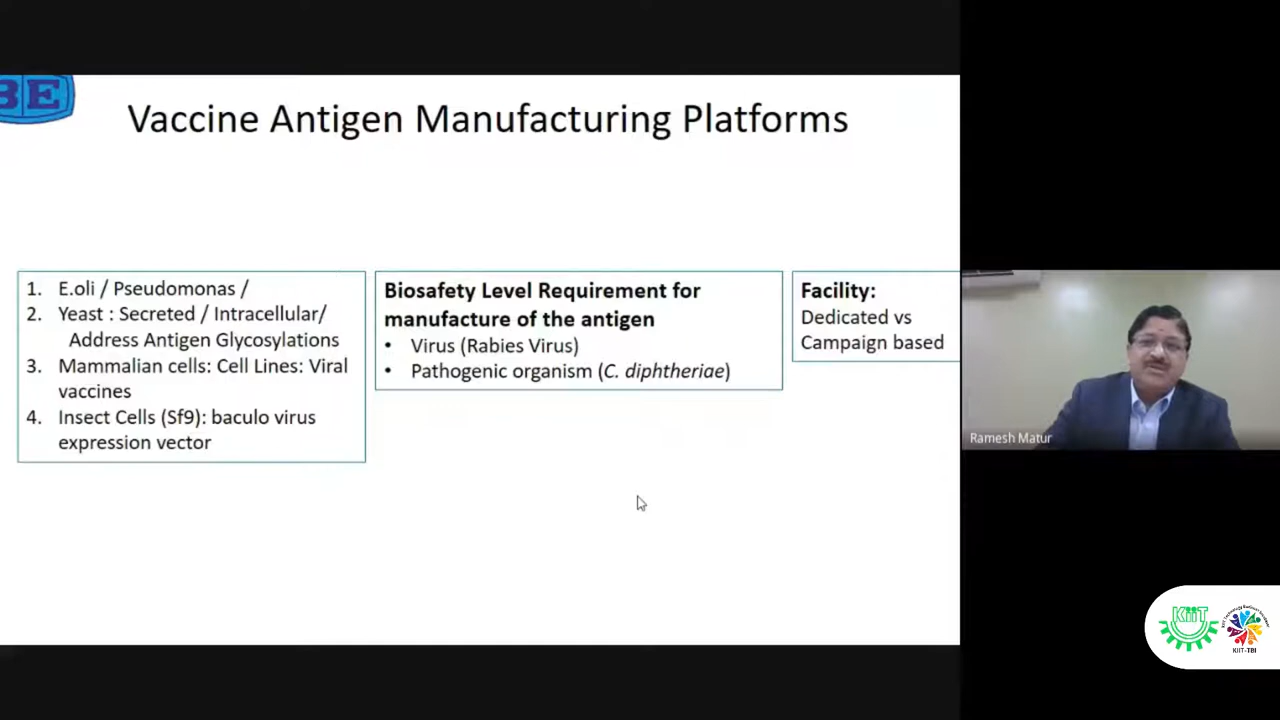 BE
Vaccine Antigen Manufacturing Platforms
1. E.oli / Pseudomonas /
2. Yeast : Secreted / Intracellular/
Address Antigen Glycosylations
3. Mammalian cells: Cell Lines: Viral
vaccines
4. Insect Cells (Sf9): baculo virus
expression vector
Biosafety Level Requirement for
manufacture of the antigen
• Virus (Rabies Virus)
• Pathogenic organism (C. diphtheriae)
Facility:
Dedicated vs
Campaign based
Ramesh Matur
KiiT
KIIT-TBI